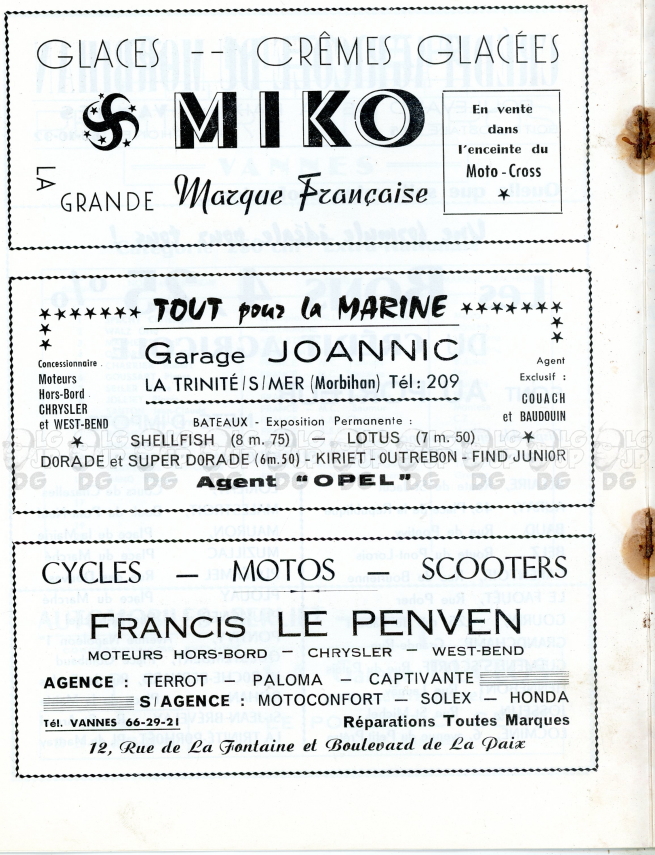 GLACES -- CRÊMES GLACÉES
MIKO
LA GRANDE Marque Française
En vente
dans
l'enceinte du
Moto-Cross
TOUT pour la MARINE
Garage JOANNIC
LA TRINITÉ/S/MER (Morbihan) Tél : 209
Concessionnaire
Moteurs
Hors-Bord
CHRYSLER
et WEST-BEND
Agent
Exclusif :
COUACH
et BAUDOUIN
BATEAUX - Exposition Permanente :
SHELLFISH (8 m. 75) — LOTUS (7 m. 50)
DORADE et SUPER DORADE (6m.50) - KIRIET - OUTREBON - FIND JUNIOR
Agent "OPEL"
CYCLES — MOTOS — SCOOTERS
FRANCIS LE PENVEN
MOTEURS HORS-BORD — CHRYSLER — WEST-BEND
AGENCE : TERROT — PALOMA — CAPTIVANTE
S/AGENCE : MOTOCONFORT — SOLEX — HONDA
Tél. VANNES 66-29-21 Réparations Toutes Marques
12, Rue de La Fontaine et Boulevard de La Paix